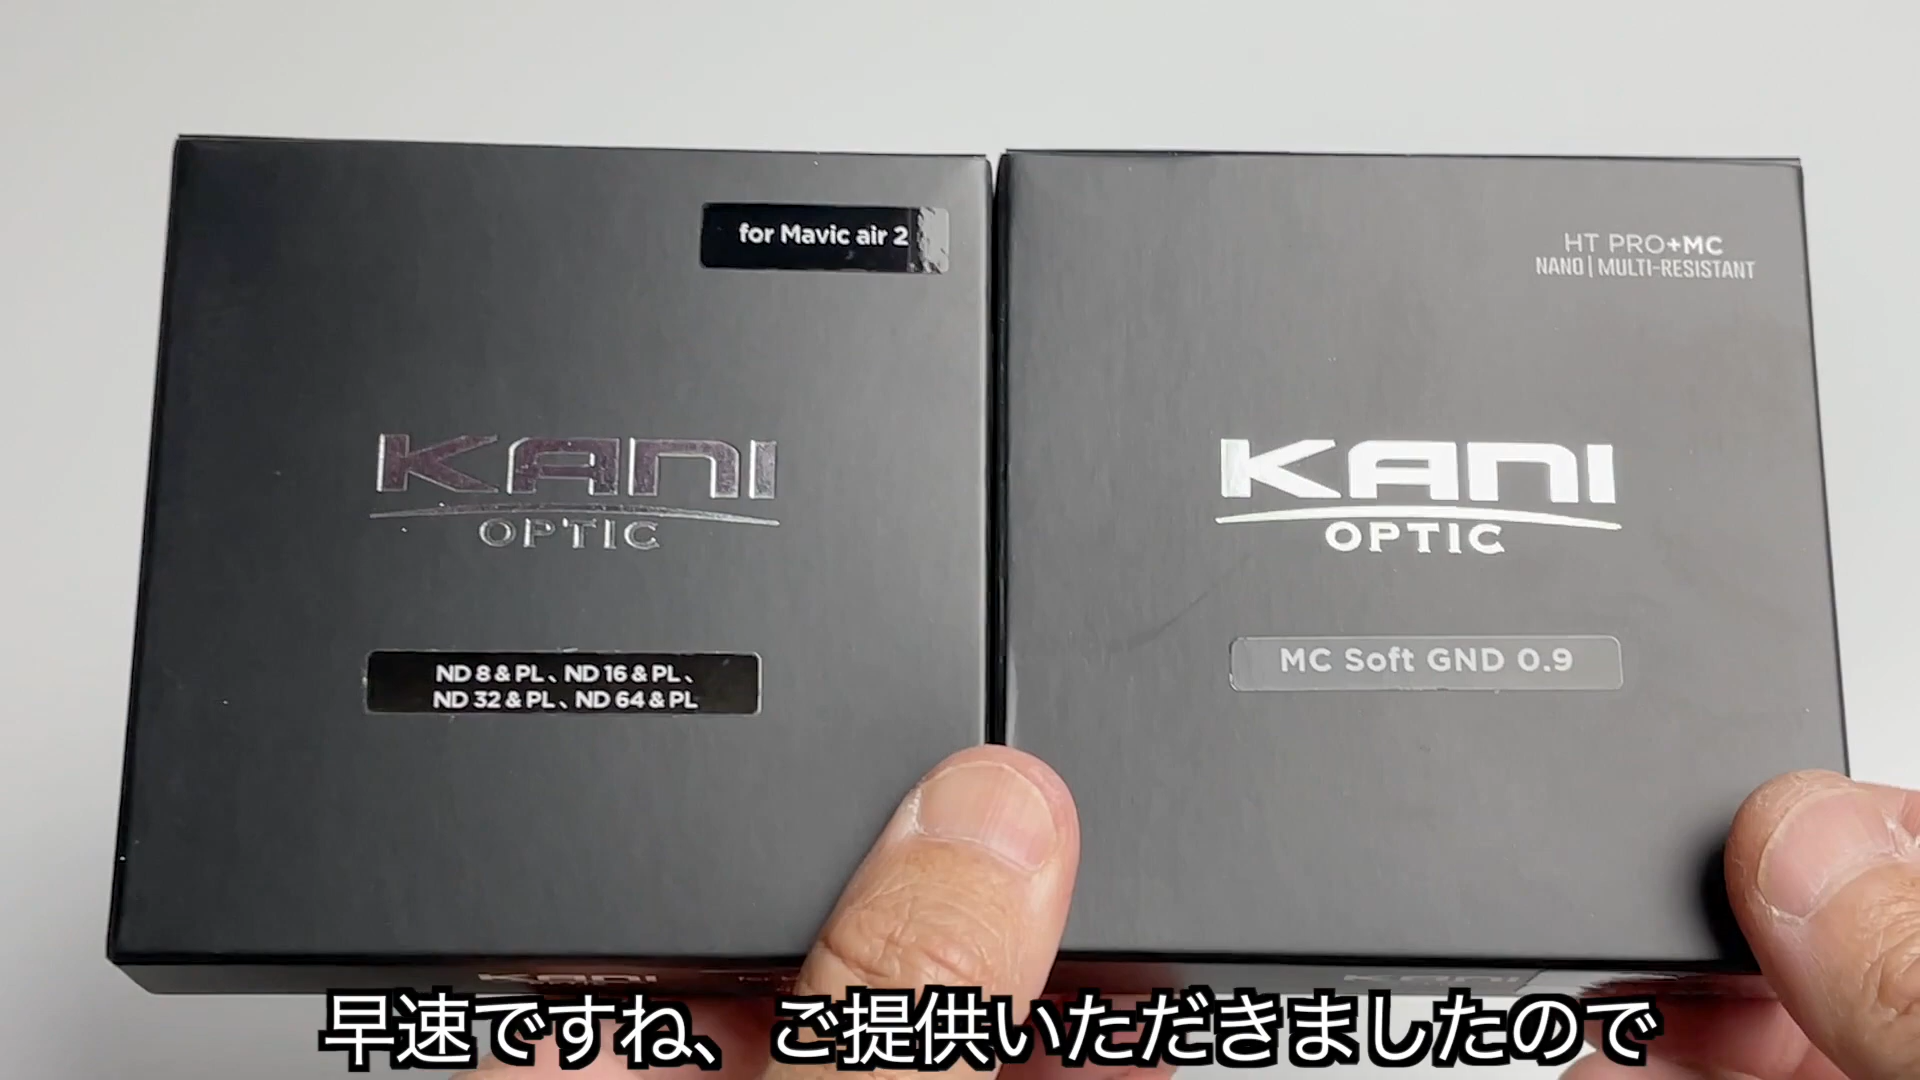 for Mavic air 2
KANI
OPTIC
ND 8 & PL、ND 16 & PL、
ND 32 & PL、ND 64 & PL
HT PRO+MC
NANO | MULTI-RESISTANT
KANI
OPTIC
MC Soft GND 0.9
KANI
KANI
早速ですね、ご提供いただきましたので